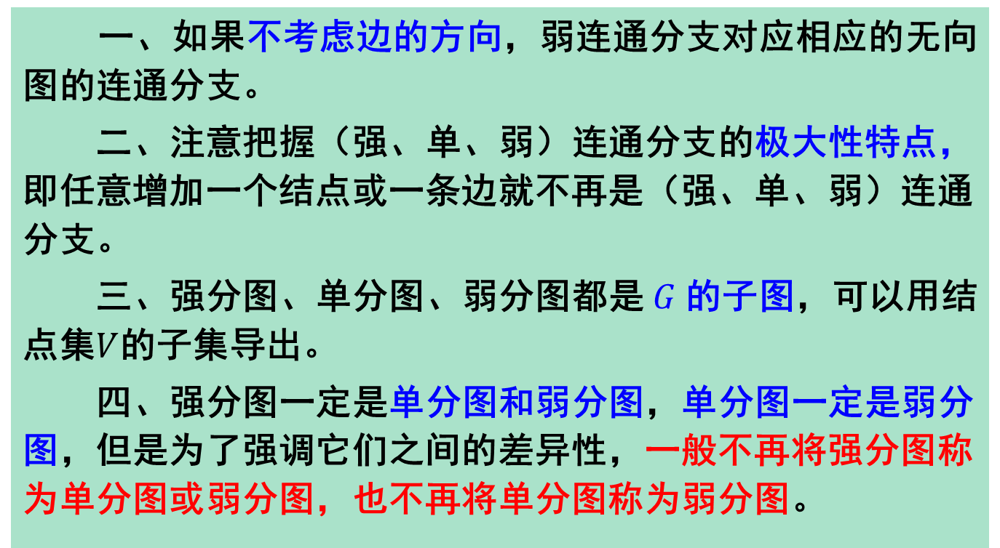 一、如果不考虑边的方向，弱连通分支对应相应的无向
图的连通分支。
二、注意把握（强、单、弱）连通分支的极大性特点，
即任意增加一个结点或一条边就不再是（强、单、弱）连通
分支。
三、强分图、单分图、弱分图都是 G 的子图，可以用结
点集V的子集导出。
四、强分图一定是单分图和弱分图，单分图一定是弱分
图，但是为了强调它们之间的差异性，一般不再将强分图称
为单分图或弱分图，也不再将单分图称为弱分图。